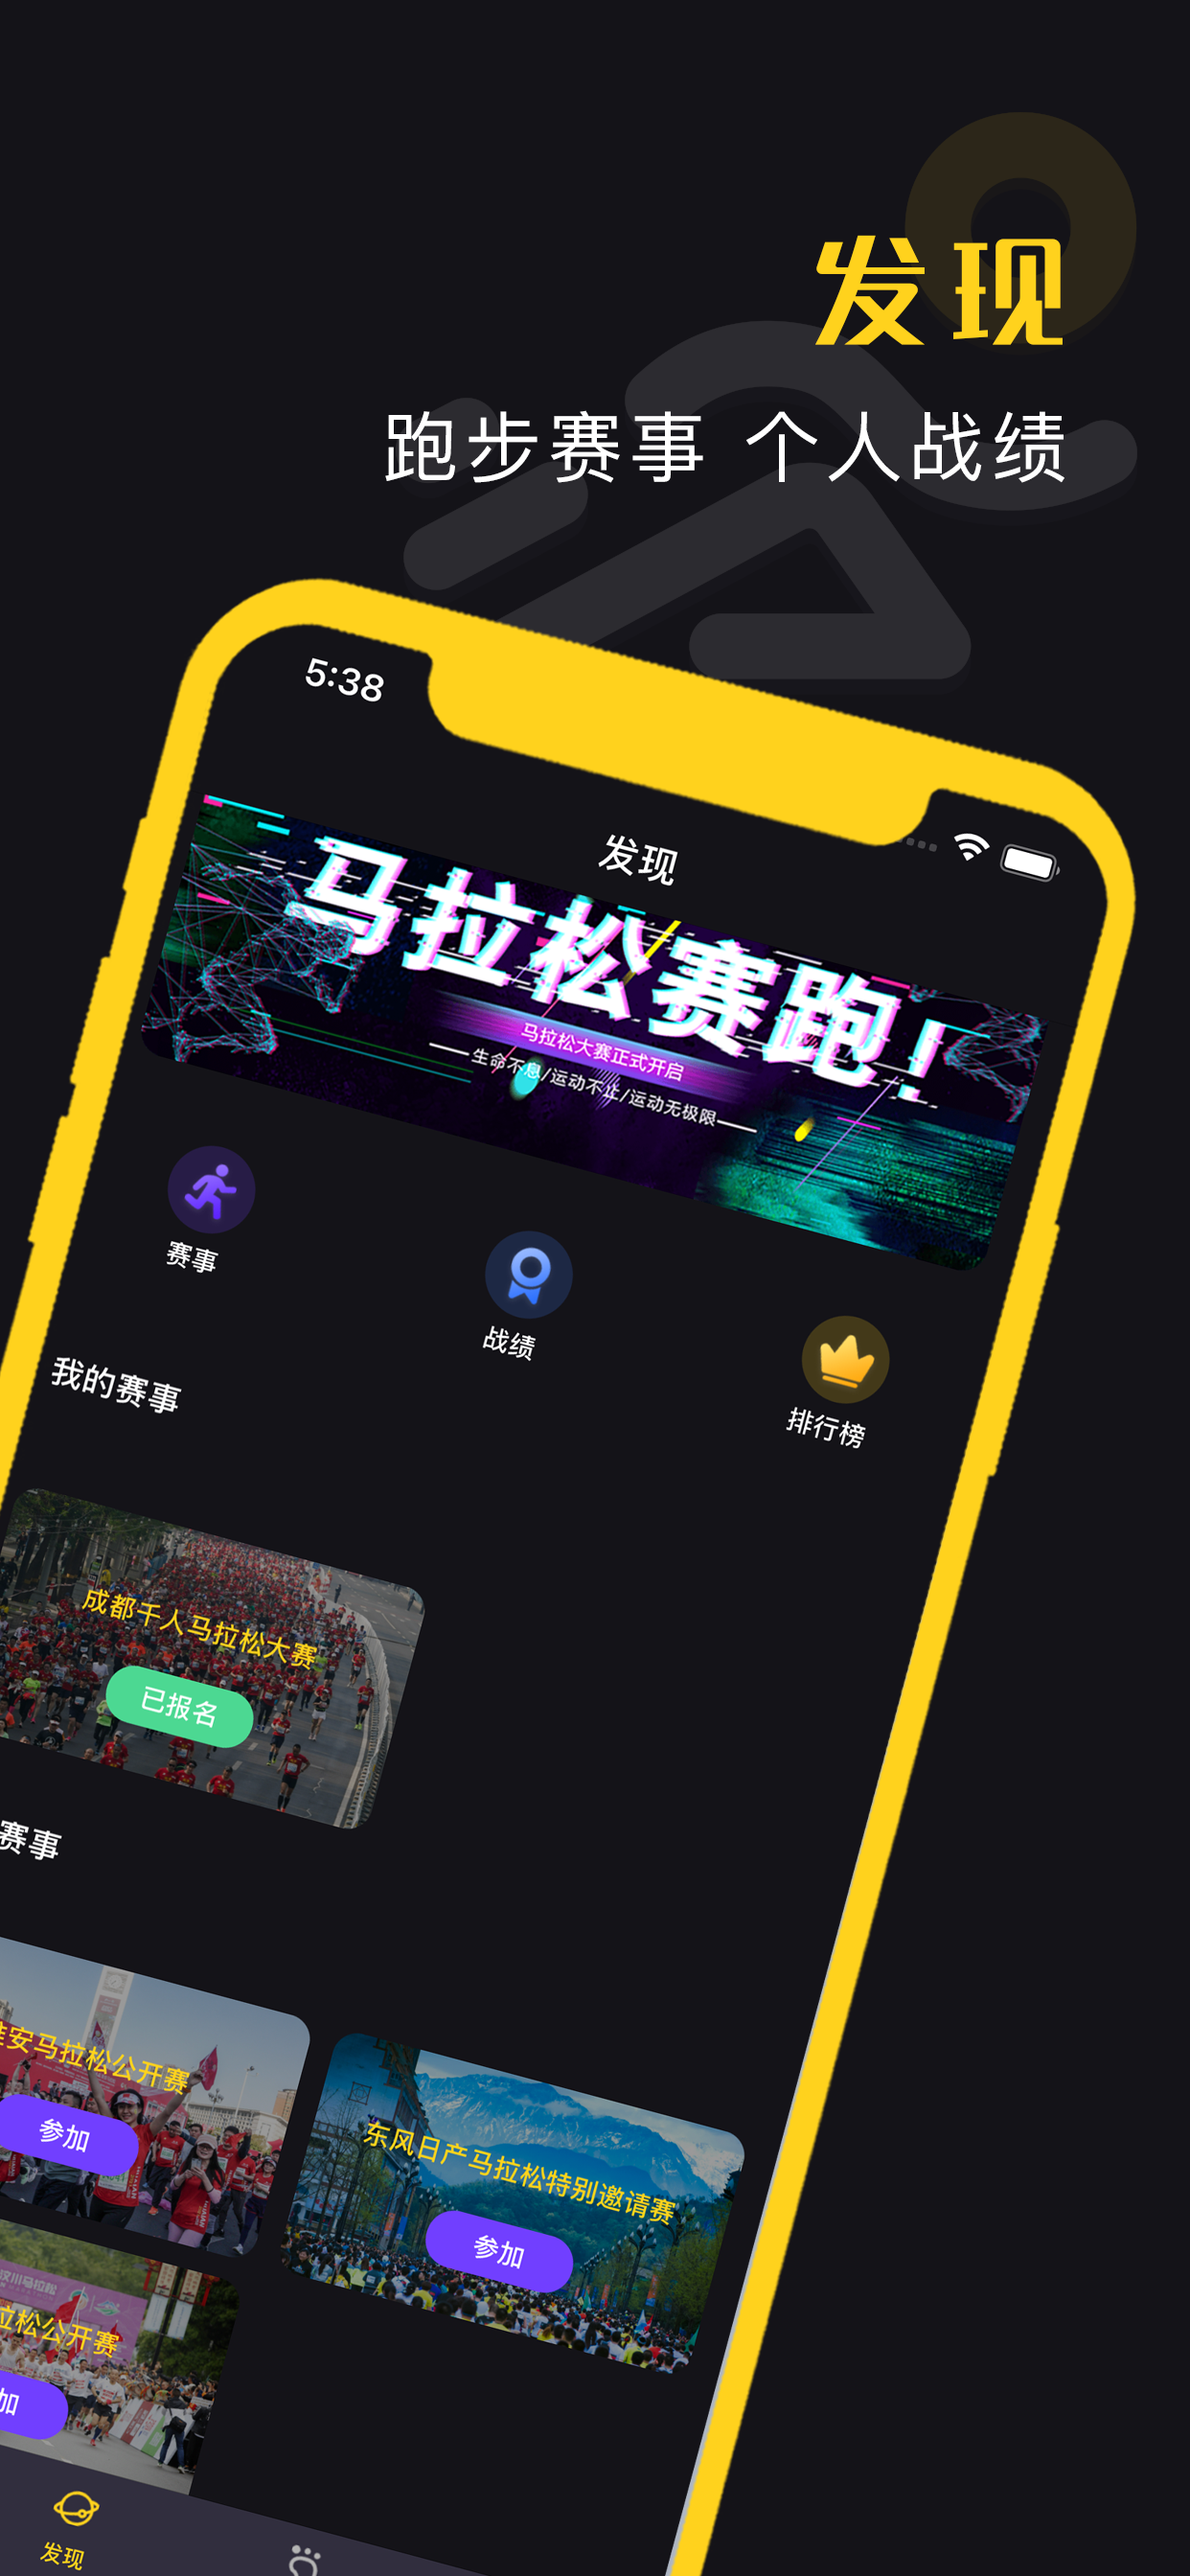 发现
跑步赛事 个人战绩
5:38
发现
马拉松赛跑!
马拉松大赛正式开启
生命不息/运动不止/运动无极限
赛事
战绩
排行榜
我的赛事
成都千人马拉松大赛
已报名
赛事
安马拉松公开赛
参加
东风日产马拉松特别邀请赛
参加
汶川马拉松
拉松公开赛
加
发现